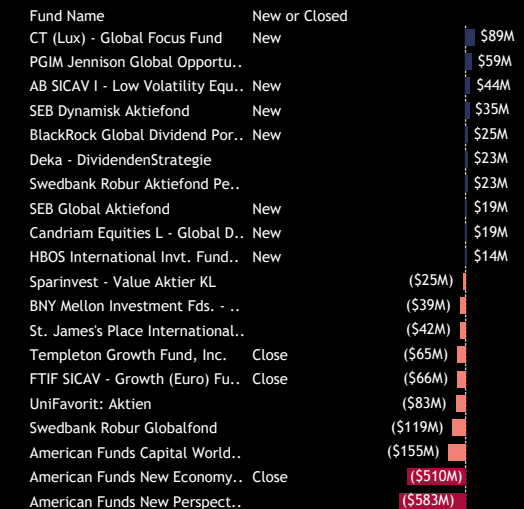 Fund Name New or Closed
CT (Lux) - Global Focus Fund New $89M
PGIM Jennison Global Opportu.. $59M
AB SICAV I - Low Volatility Equ.. New $44M
SEB Dynamisk Aktiefond New $35M
BlackRock Global Dividend Por.. New $25M
Deka - DividendenStrategie $23M
Swedbank Robur Aktiefond Pe.. $23M
SEB Global Aktiefond New $19M
Candriam Equities L - Global D.. New $19M
HBOS International Invt. Fund.. New $14M
Sparinvest - Value Aktier KL ($25M)
BNY Mellon Investment Fds. - .. ($39M)
St. James's Place International.. ($42M)
Templeton Growth Fund, Inc. Close ($65M)
FTIF SICAV - Growth (Euro) Fu.. Close ($66M)
UniFavorit: Aktien ($83M)
Swedbank Robur Globalfond ($119M)
American Funds Capital World.. ($155M)
American Funds New Economy.. Close ($510M)
American Funds New Perspect.. ($583M)